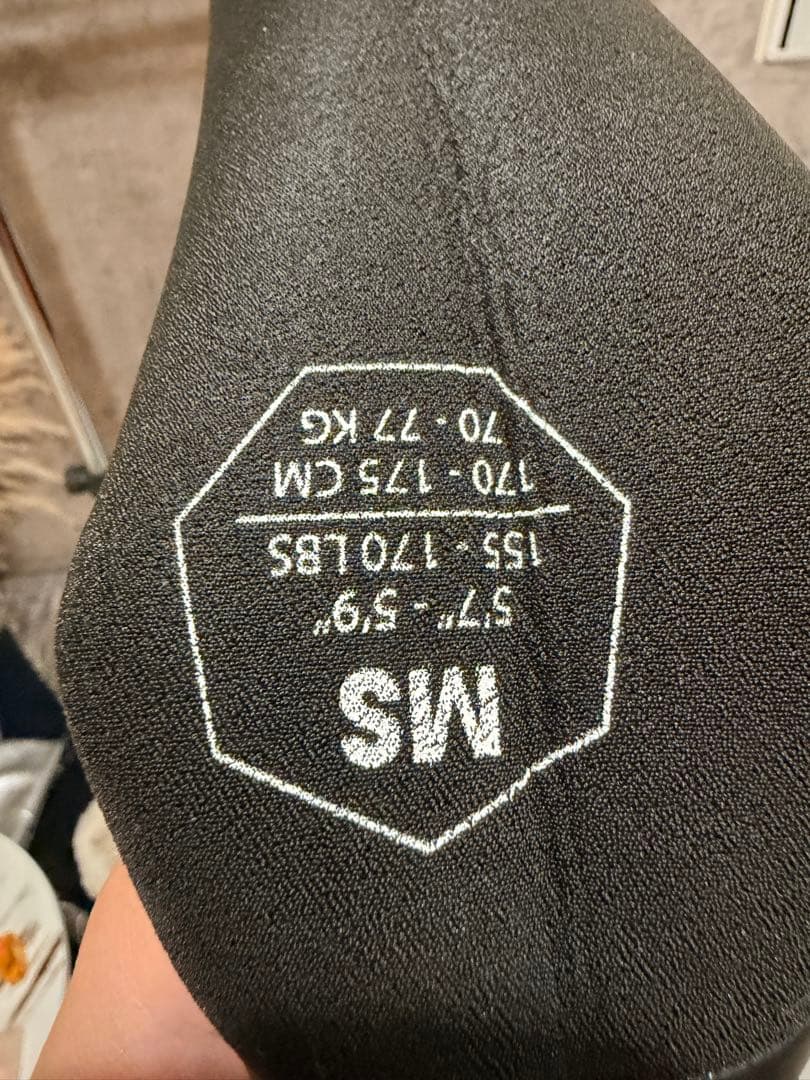 MS
5'7" - 5'9"
155 - 170 LBS
170 - 175 CM
70 - 77 KG